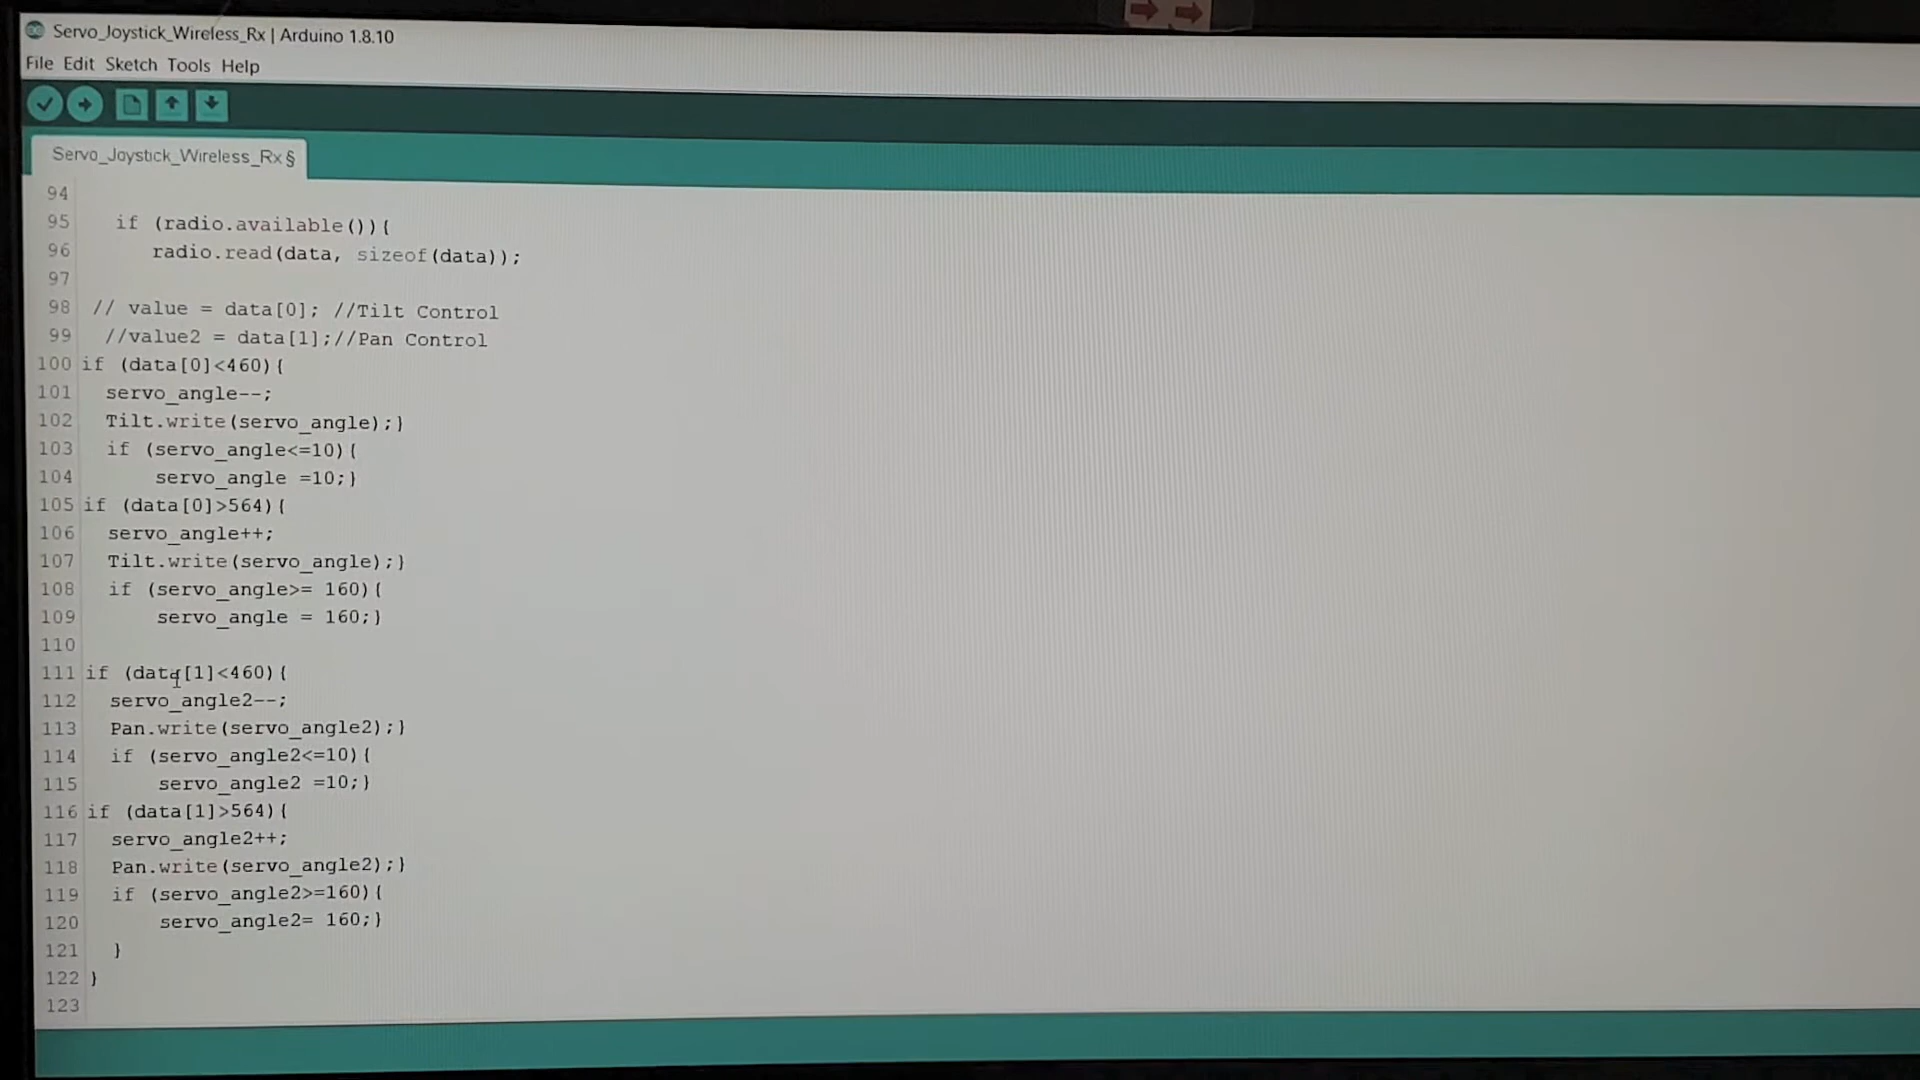 Servo_Joystick_Wireless_Rx | Arduino 1.8.10
File Edit Sketch Tools Help
Servo_Joystick_Wireless_Rx §
94
95 if (radio.available()){
96 radio.read(data, sizeof(data));
97
98 // value = data[0]; //Tilt Control
99 //value2 = data[1];//Pan Control
100 if (data[0]<460){
101 servo_angle--;
102 Tilt.write(servo_angle);}
103 if (servo_angle<=10){
104 servo_angle =10;}
105 if (data[0]>564){
106 servo_angle++;
107 Tilt.write(servo_angle);}
108 if (servo_angle>= 160){
109 servo_angle = 160;}
110
111 if (data[1]<460){
112 servo_angle2--;
113 Pan.write(servo_angle2);}
114 if (servo_angle2<=10){
115 servo_angle2 =10;}
116 if (data[1]>564){
117 servo_angle2++;
118 Pan.write(servo_angle2);}
119 if (servo_angle2>=160){
120 servo_angle2= 160;}
121 }
122 }
123